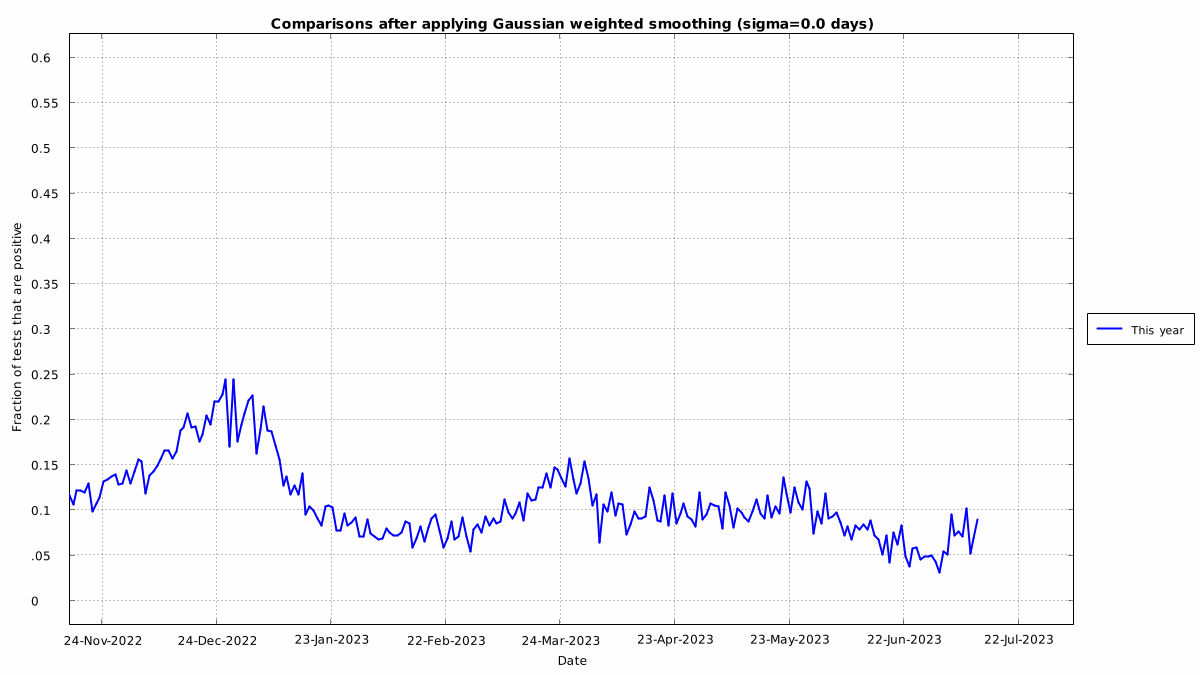 Comparisons after applying Gaussian weighted smoothing (sigma=0.0 days)
0.6
0.55
0.5
0.45
0.4
0.35
0.3
0.25
0.2
0.15
0.1
.05
0
Fraction of tests that are positive
This year
24-Nov-2022 24-Dec-2022 23-Jan-2023 22-Feb-2023 24-Mar-2023 23-Apr-2023 23-May-2023 22-Jun-2023 22-Jul-2023
Date